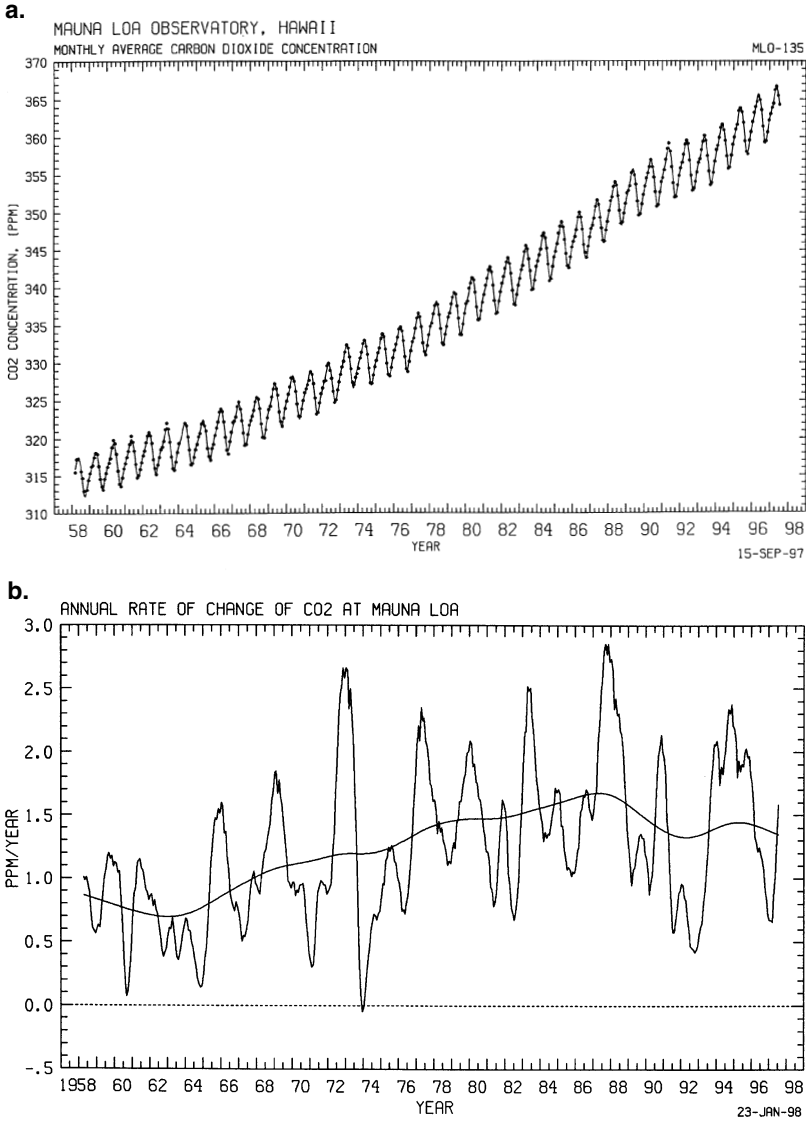 a.
MAUNA LOA OBSERVATORY, HAWAII
MONTHLY AVERAGE CARBON DIOXIDE CONCENTRATION MLO-135
370
365
360
355
350
345
340
335
330
325
320
315
310
CO2 CONCENTRATION, (PPM)
58 60 62 64 66 68 70 72 74 76 78 80 82 84 86 88 90 92 94 96 98
YEAR
15-SEP-97
b.
ANNUAL RATE OF CHANGE OF CO2 AT MAUNA LOA
3.0
2.5
2.0
1.5
1.0
0.5
0.0
-.5
PPM/YEAR
1958 60 62 64 66 68 70 72 74 76 78 80 82 84 86 88 90 92 94 96 98
YEAR
23-JAN-98